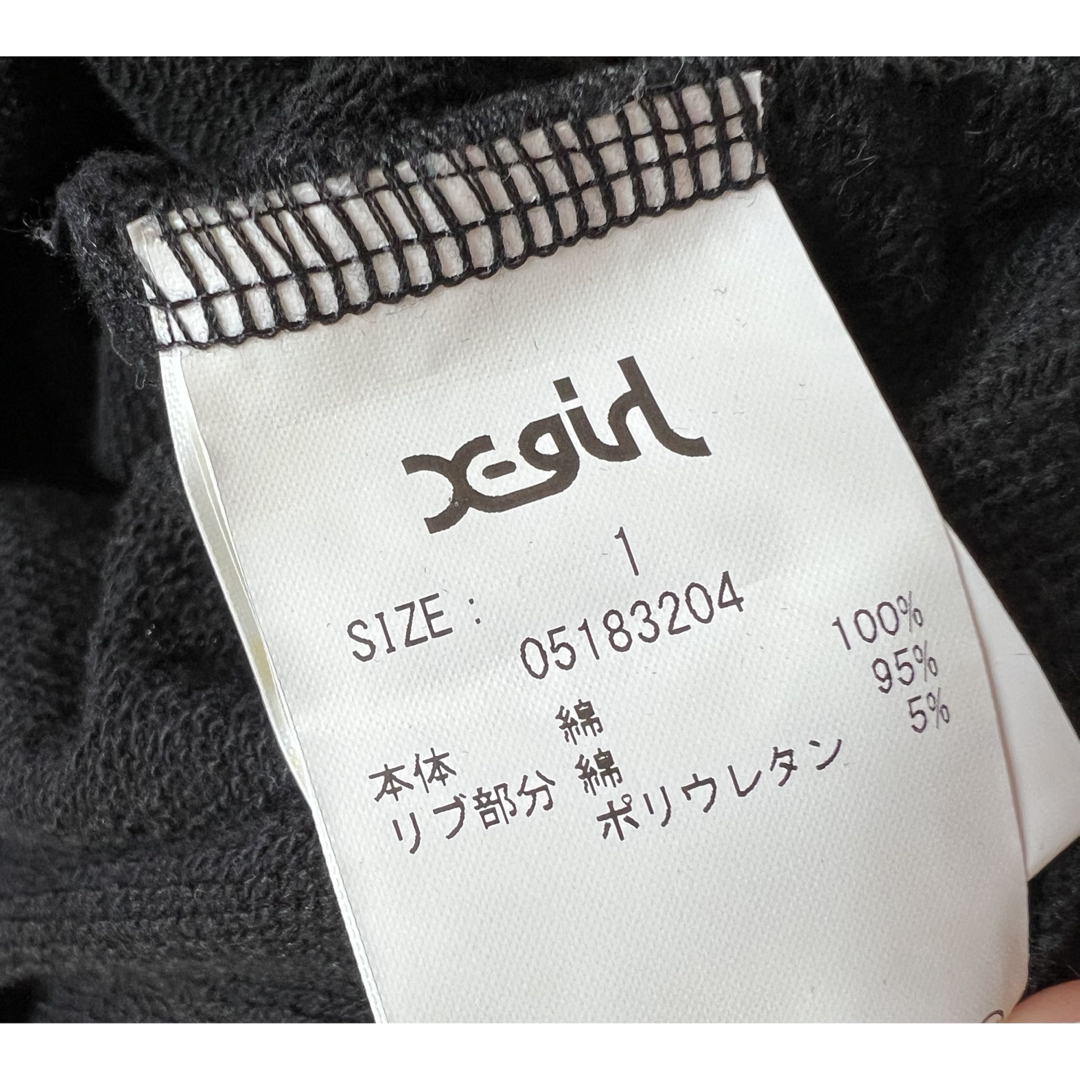 X-girl
SIZE : 1
05183204
本体 綿 100%
リブ部分 綿 95%
ポリウレタン 5%